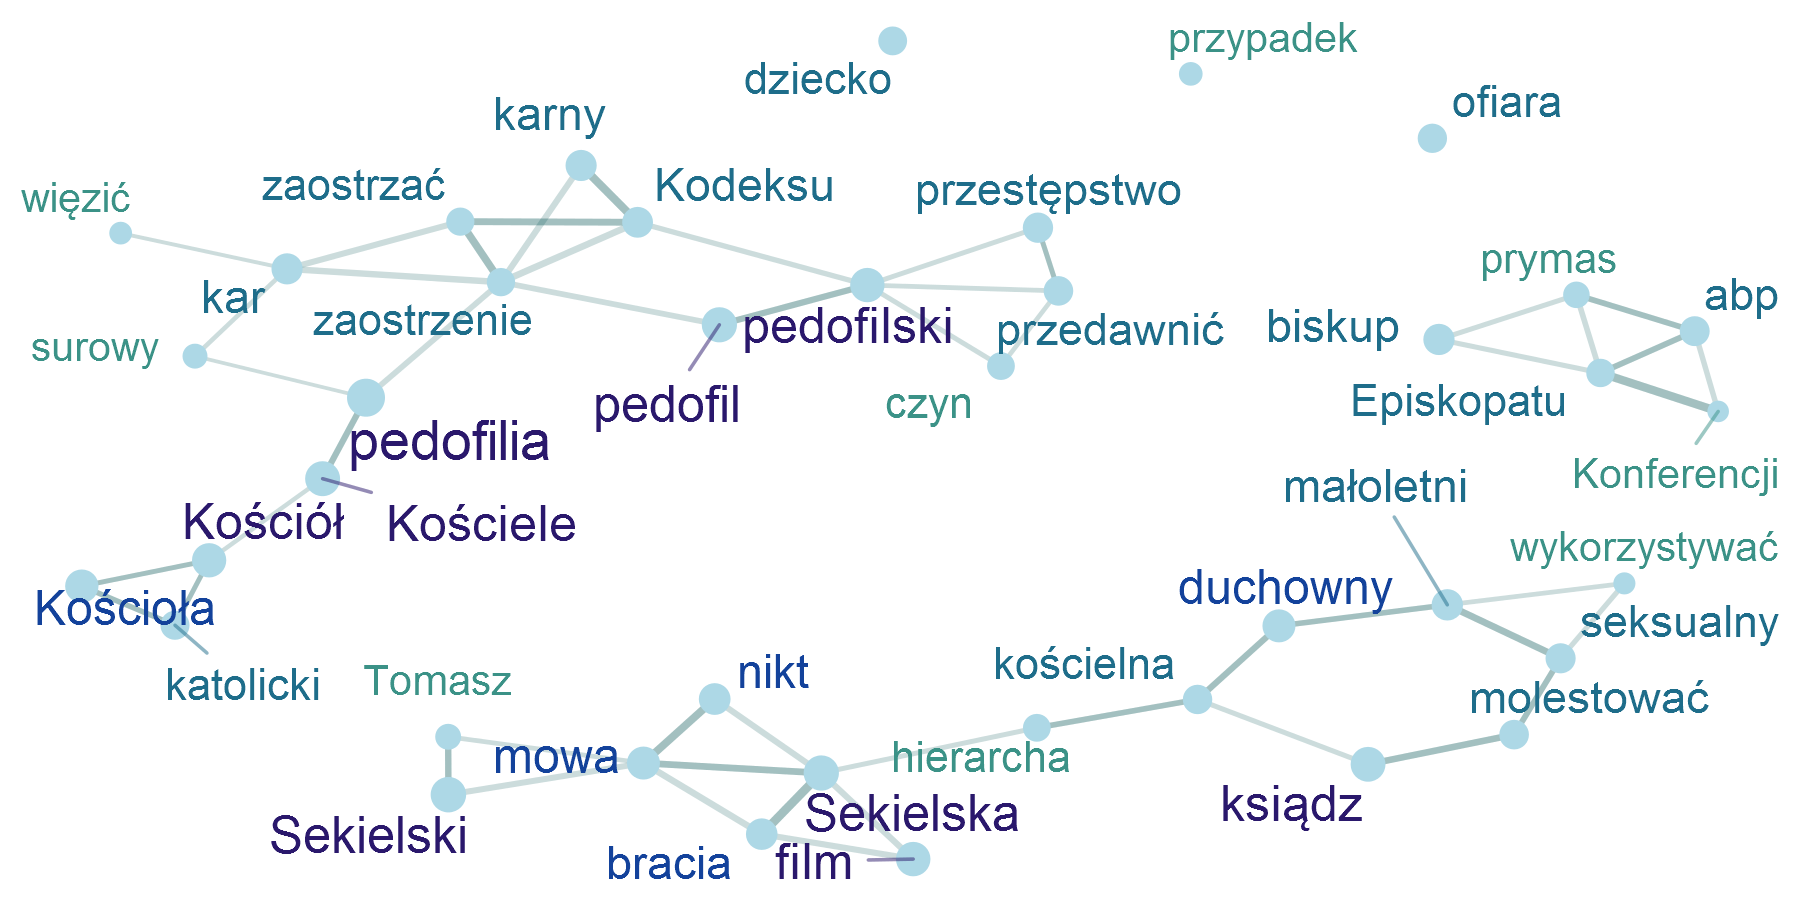 przypadek
dziecko
ofiara
karny
zaostrzać
Kodeksu
przestępstwo
więzić
prymas
kar
zaostrzenie
surowy
pedofilski
przedawnić
biskup
abp
pedofil
czyn
Episkopatu
pedofilia
Konferencji
małoletni
Kościół
Kościele
wykorzystywać
duchowny
Kościoła
seksualny
katolicki
Tomasz
nikt
kościelna
molestować
mowa
hierarcha
Sekielski
Sekielska
ksiądz
bracia
film